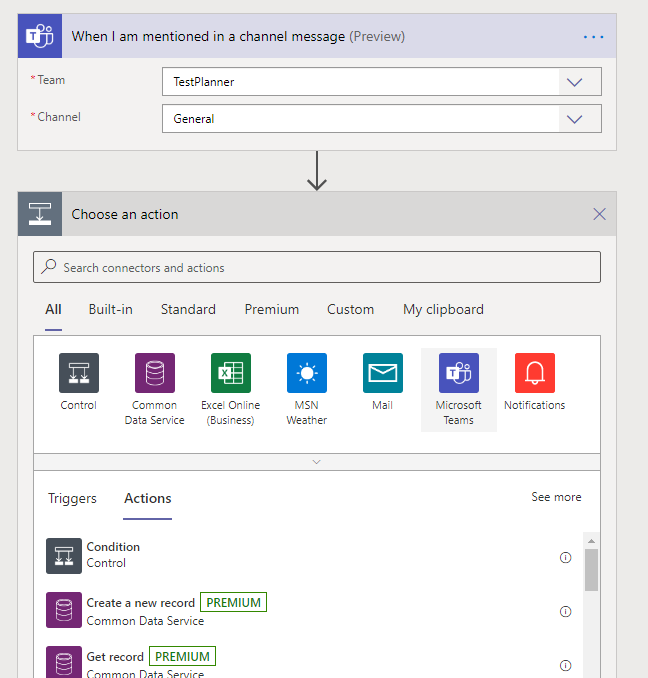 When I am mentioned in a channel message (Preview)
* Team
TestPlanner
* Channel
General
Choose an action
Search connectors and actions
All Built-in Standard Premium Custom My clipboard
Control
Common
Data Service
Excel Online
(Business)
MSN
Weather
Mail
Microsoft
Teams
Notifications
Triggers Actions See more
Condition
Control
Create a new record PREMIUM
Common Data Service
Get record PREMIUM
Common Data Service